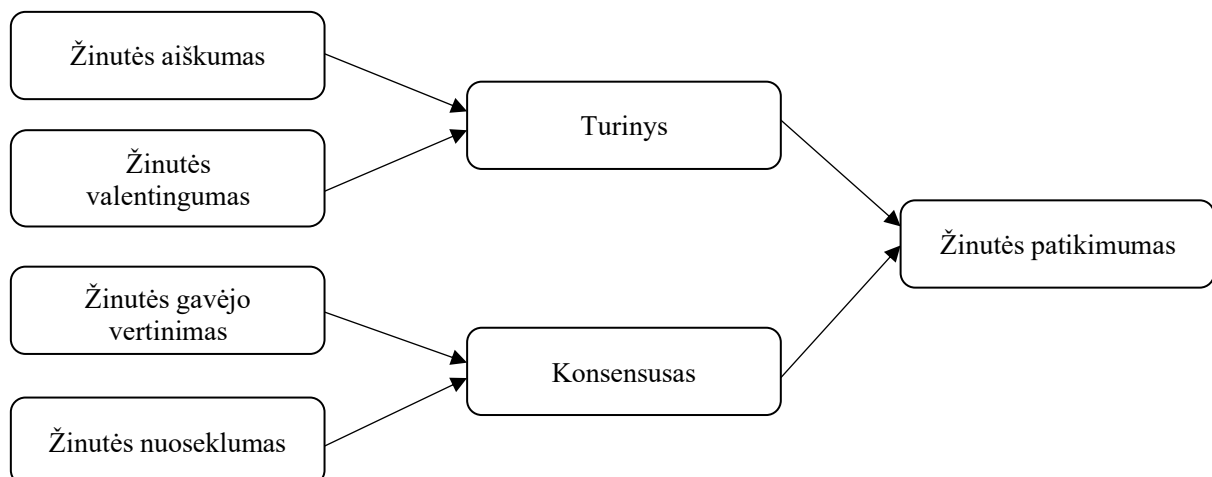 Žinutės aiškumas
Žinutės
valentingumas
Žinutės gavėjo
vertinimas
Žinutės nuoseklumas
Turinys
Konsensusas
Žinutės patikimumas